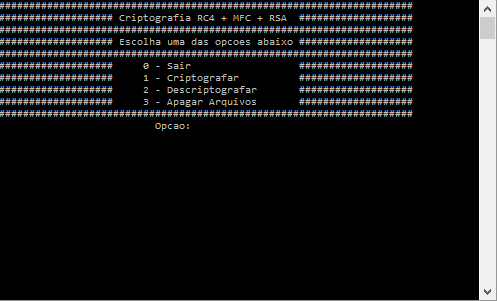 #####################################################################
################### Criptografia RC4 + MFC + RSA  ###################
#####################################################################
################### Escolha uma das opcoes abaixo ###################
#####################################################################
###################     0 - Sair                  ###################
###################     1 - Criptografar          ###################
###################     2 - Descriptografar       ###################
###################     3 - Apagar Arquivos       ###################
#####################################################################
Opcao: